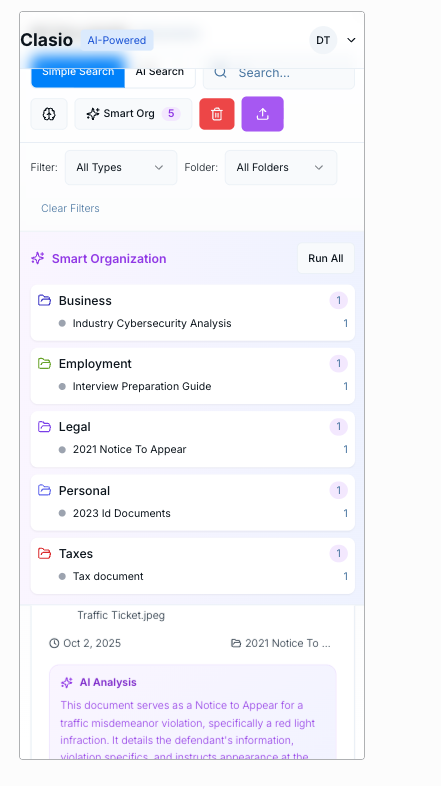 Clasio AI-Powered DT
Simple Search AI Search Search...
Smart Org 5
Filter: All Types Folder: All Folders
Clear Filters
Smart Organization Run All
Business 1
Industry Cybersecurity Analysis 1
Employment 1
Interview Preparation Guide 1
Legal 1
2021 Notice To Appear 1
Personal 1
2023 Id Documents 1
Taxes 1
Tax document 1
Traffic Ticket.jpeg
Oct 2, 2025 2021 Notice To ...
AI Analysis
This document serves as a Notice to Appear for a
traffic misdemeanor violation, specifically a red light
infraction. It details the defendant's information,
violation specifics, and instructs appearance at the